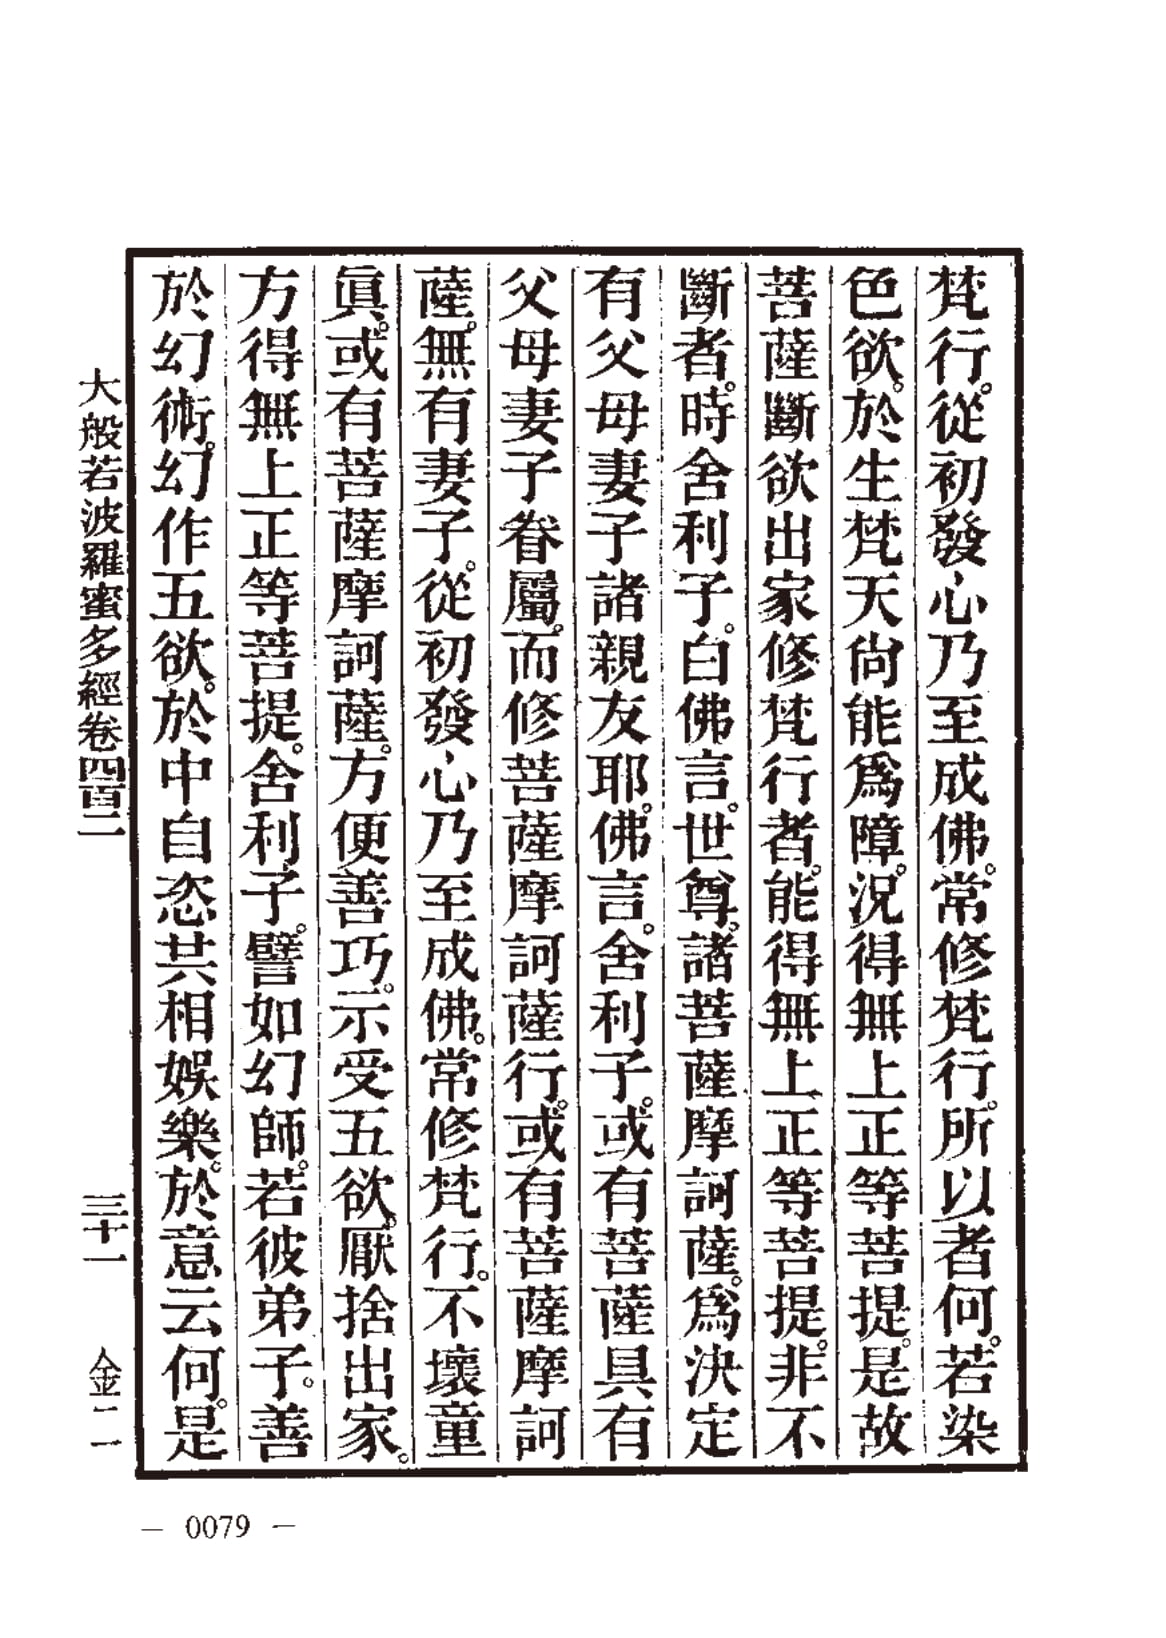 梵行。從初發心乃至成佛。常修梵行。所以者何。若染
色欲。於生梵天尙能爲障。況得無上正等菩提。是故
菩薩斷欲出家修梵行者。能得無上正等菩提。非不
斷者。時舍利子。白佛言。世尊。諸菩薩摩訶薩。爲決定
有父母妻子諸親友耶。佛言。舍利子。或有菩薩具有
父母妻子眷屬。而修菩薩摩訶薩行。或有菩薩摩訶
薩。無有妻子。從初發心乃至成佛。常修梵行。不壞童
眞。或有菩薩摩訶薩。方便善巧。示受五欲。厭捨出家。
方得無上正等菩提。舍利子。譬如幻師。若彼弟子。善
於幻術。幻作五欲。於中自恣共相娛樂。於意云何。是
大般若波羅蜜多經卷四百二 三十一 金二 一
— 0079 —